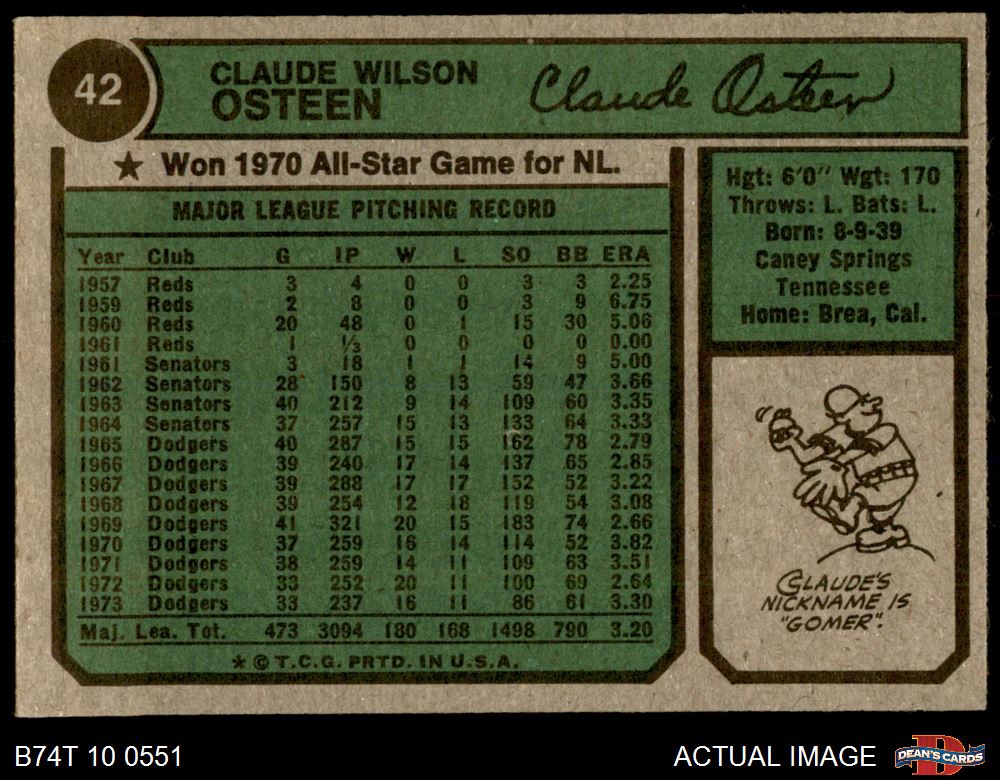 42
CLAUDE WILSON
OSTEEN
Claude Osteen
★ Won 1970 All-Star Game for NL.
MAJOR LEAGUE PITCHING RECORD
Year Club G IP W L SO BB ERA
1957 Reds 3 4 0 0 3 3 2.25
1959 Reds 2 8 0 0 3 9 6.75
1960 Reds 20 48 0 1 15 30 5.06
1961 Reds 1 1/3 0 0 0 0 0.00
1961 Senators 3 18 1 1 14 9 5.00
1962 Senators 28 150 8 13 59 47 3.66
1963 Senators 40 212 9 14 109 60 3.35
1964 Senators 37 257 15 13 133 64 3.33
1965 Dodgers 40 287 15 15 162 78 2.79
1966 Dodgers 39 240 17 14 137 65 2.85
1967 Dodgers 39 288 17 17 152 52 3.22
1968 Dodgers 39 254 12 18 119 54 3.08
1969 Dodgers 41 321 20 15 183 74 2.66
1970 Dodgers 37 259 16 14 114 52 3.82
1971 Dodgers 38 259 14 11 109 63 3.51
1972 Dodgers 33 252 20 11 100 69 2.64
1973 Dodgers 33 237 16 11 86 61 3.30
Maj. Lea. Tot. 473 3094 180 168 1498 790 3.20
★ © T.C.G. PRTD. IN U.S.A.
Hgt: 6'0" Wgt: 170
Throws: L. Bats: L.
Born: 8-9-39
Caney Springs
Tennessee
Home: Brea, Cal.
CLAUDE'S
NICKNAME IS
"GOMER".
B74T 10 0551
ACTUAL IMAGE
D
DEAN'S CARDS